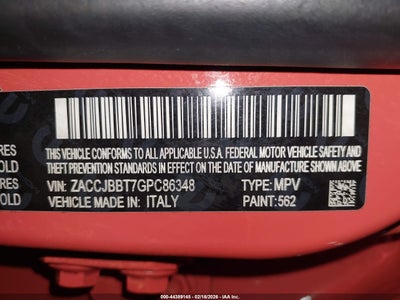 THIS VEHICLE CONFORMS TO ALL APPLICABLE U.S.A. FEDERAL MOTOR VEHICLE SAFETY AND
RES
THEFT PREVENTION STANDARDS IN EFFECT ON THE DATE OF MANUFACTURE SHOWN ABOVE
OLD
VIN: ZACCJBBT7GPC86348 TYPE: MPV
VEHICLE MADE IN: ITALY PAINT: 562
RES
OLD
000-44389145 - 02/18/2026 - IAA Inc.